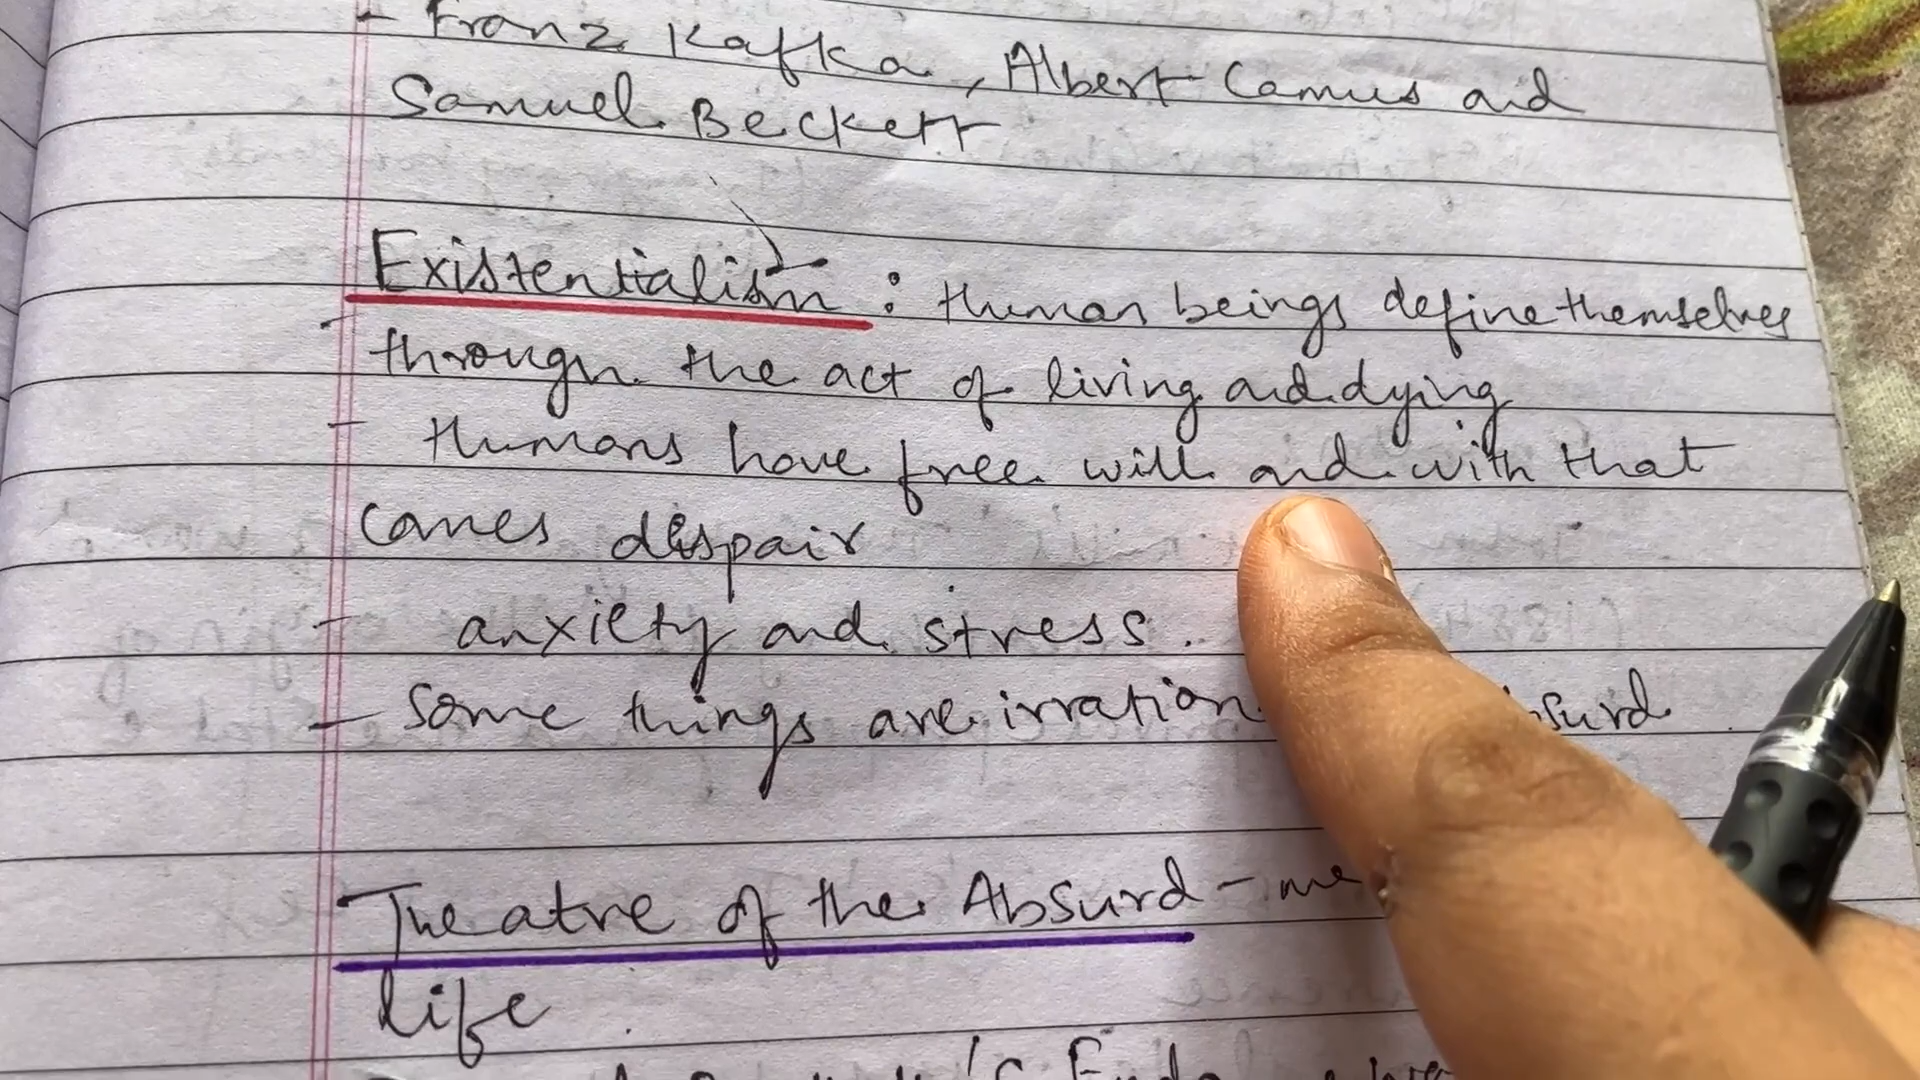 - Franz Kafka, Albert Camus and
Samuel Beckett
Existentialism : Human beings define themselves
- through the act of living and dying
- Humans have free will and with that
comes despair
- anxiety and stress.
- Some things are
Theatre of the Absurd -
life